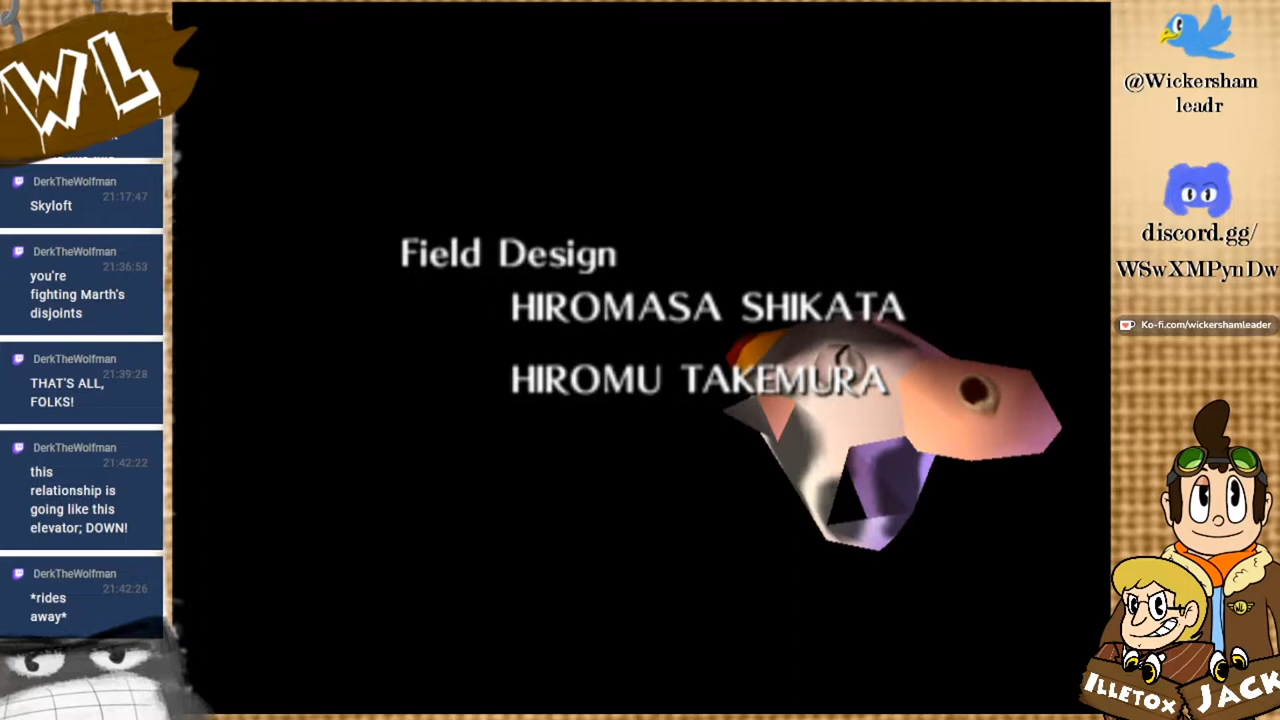 WL
DerkTheWolfman
21:17:47
Skyloft
DerkTheWolfman
21:36:53
you're
fighting Marth's
disjoints
DerkTheWolfman
21:39:28
THAT'S ALL,
FOLKS!
DerkTheWolfman
21:42:22
this
relationship is
going like this
elevator; DOWN!
DerkTheWolfman
21:42:26
*rides
away*
Field Design
HIROMASA SHIKATA
HIROMU TAKEMURA
@Wickersham
leadr
discord.gg/
WSwXMPynDw
Ko-fi.com/wickershamleader
WL
ILLETOX
JACK